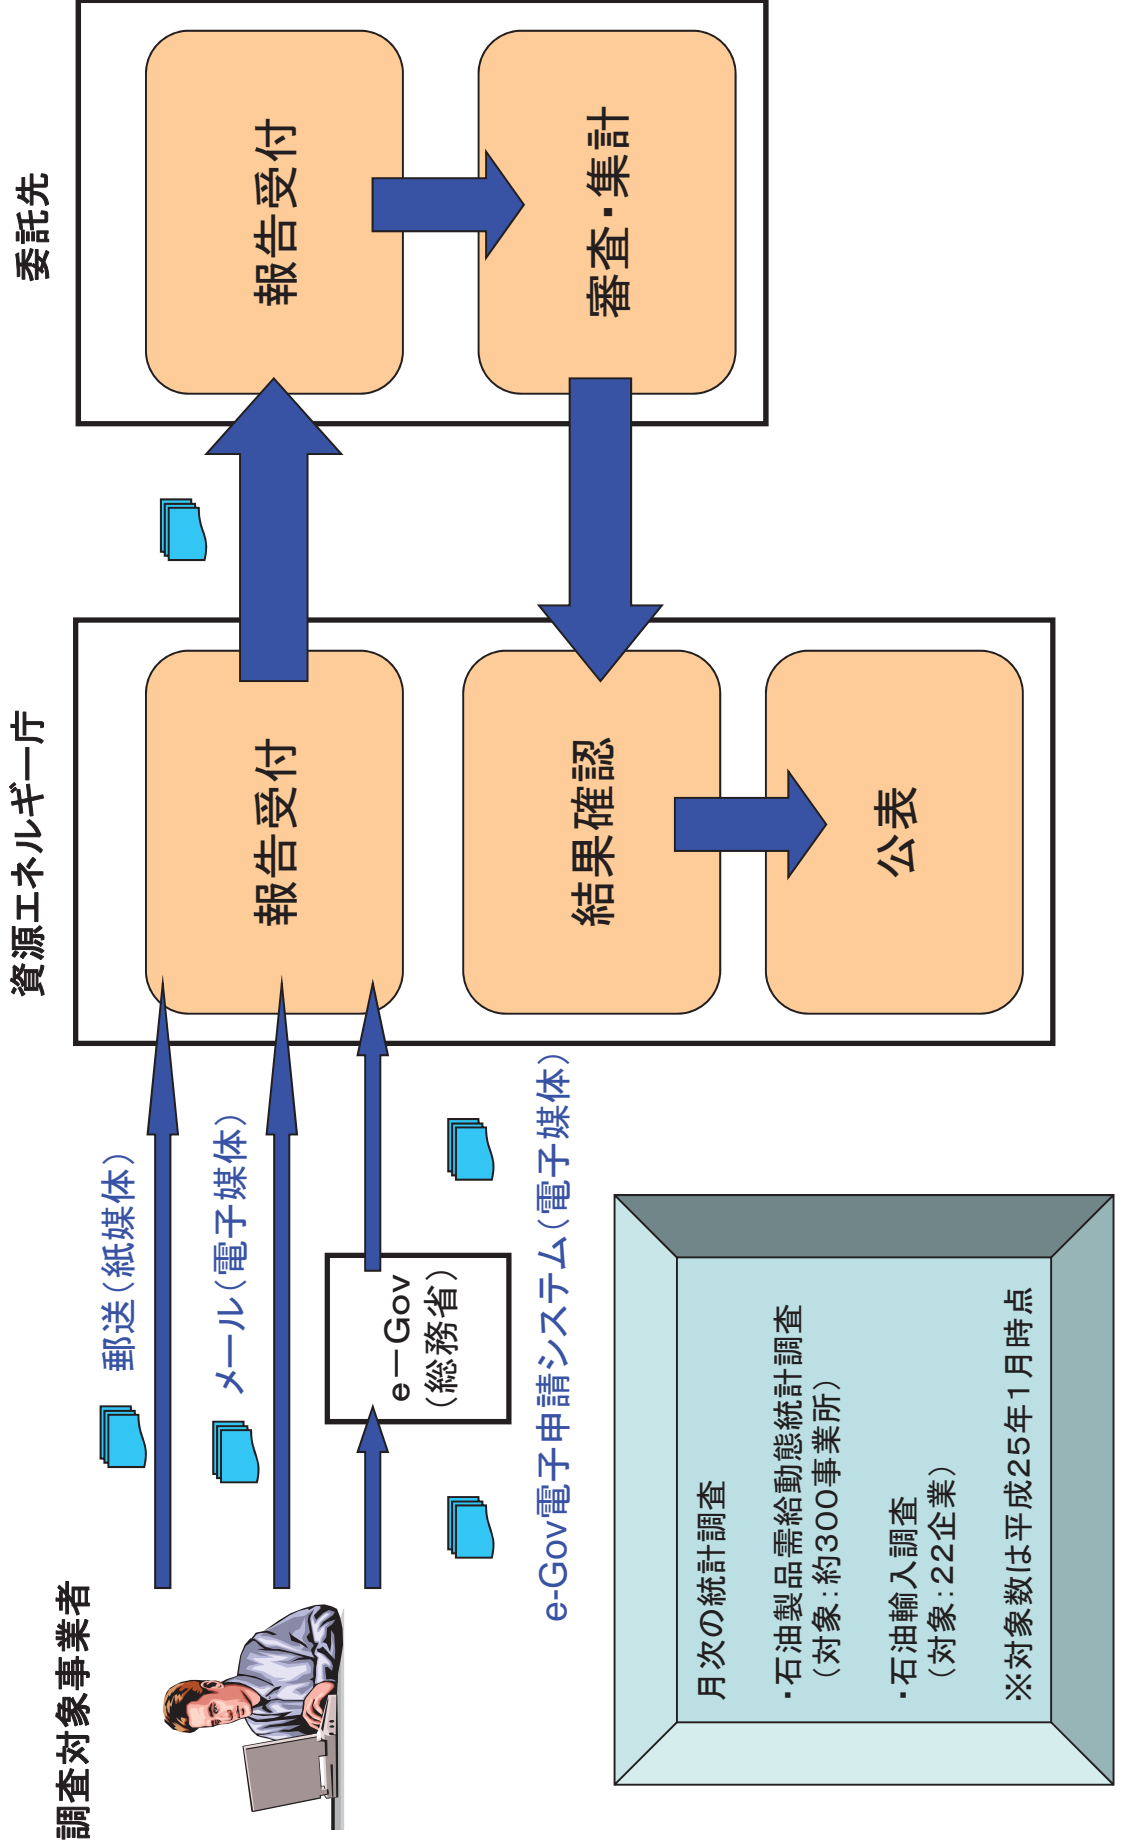 調査対象事業者
資源エネルギー庁
委託先
郵送（紙媒体）
メール（電子媒体）
e－Gov
（総務省）
e-Gov電子申請システム（電子媒体）
報告受付
結果確認
公表
報告受付
審査・集計
月次の統計調査
・石油製品需給動態統計調査
（対象：約300事業所）
・石油輸入調査
（対象：22企業）
※対象数は平成25年1月時点